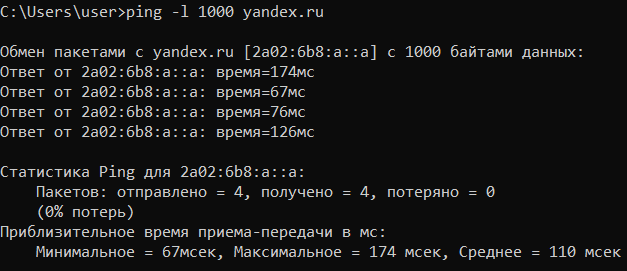 C:\Users\user>ping -l 1000 yandex.ru
Обмен пакетами с yandex.ru [2a02:6b8:a::a] с 1000 байтами данных:
Ответ от 2a02:6b8:a::a: время=174мс
Ответ от 2a02:6b8:a::a: время=67мс
Ответ от 2a02:6b8:a::a: время=76мс
Ответ от 2a02:6b8:a::a: время=126мс
Статистика Ping для 2a02:6b8:a::a:
Пакетов: отправлено = 4, получено = 4, потеряно = 0
(0% потерь)
Приблизительное время приема-передачи в мс:
Минимальное = 67мсек, Максимальное = 174 мсек, Среднее = 110 мсек